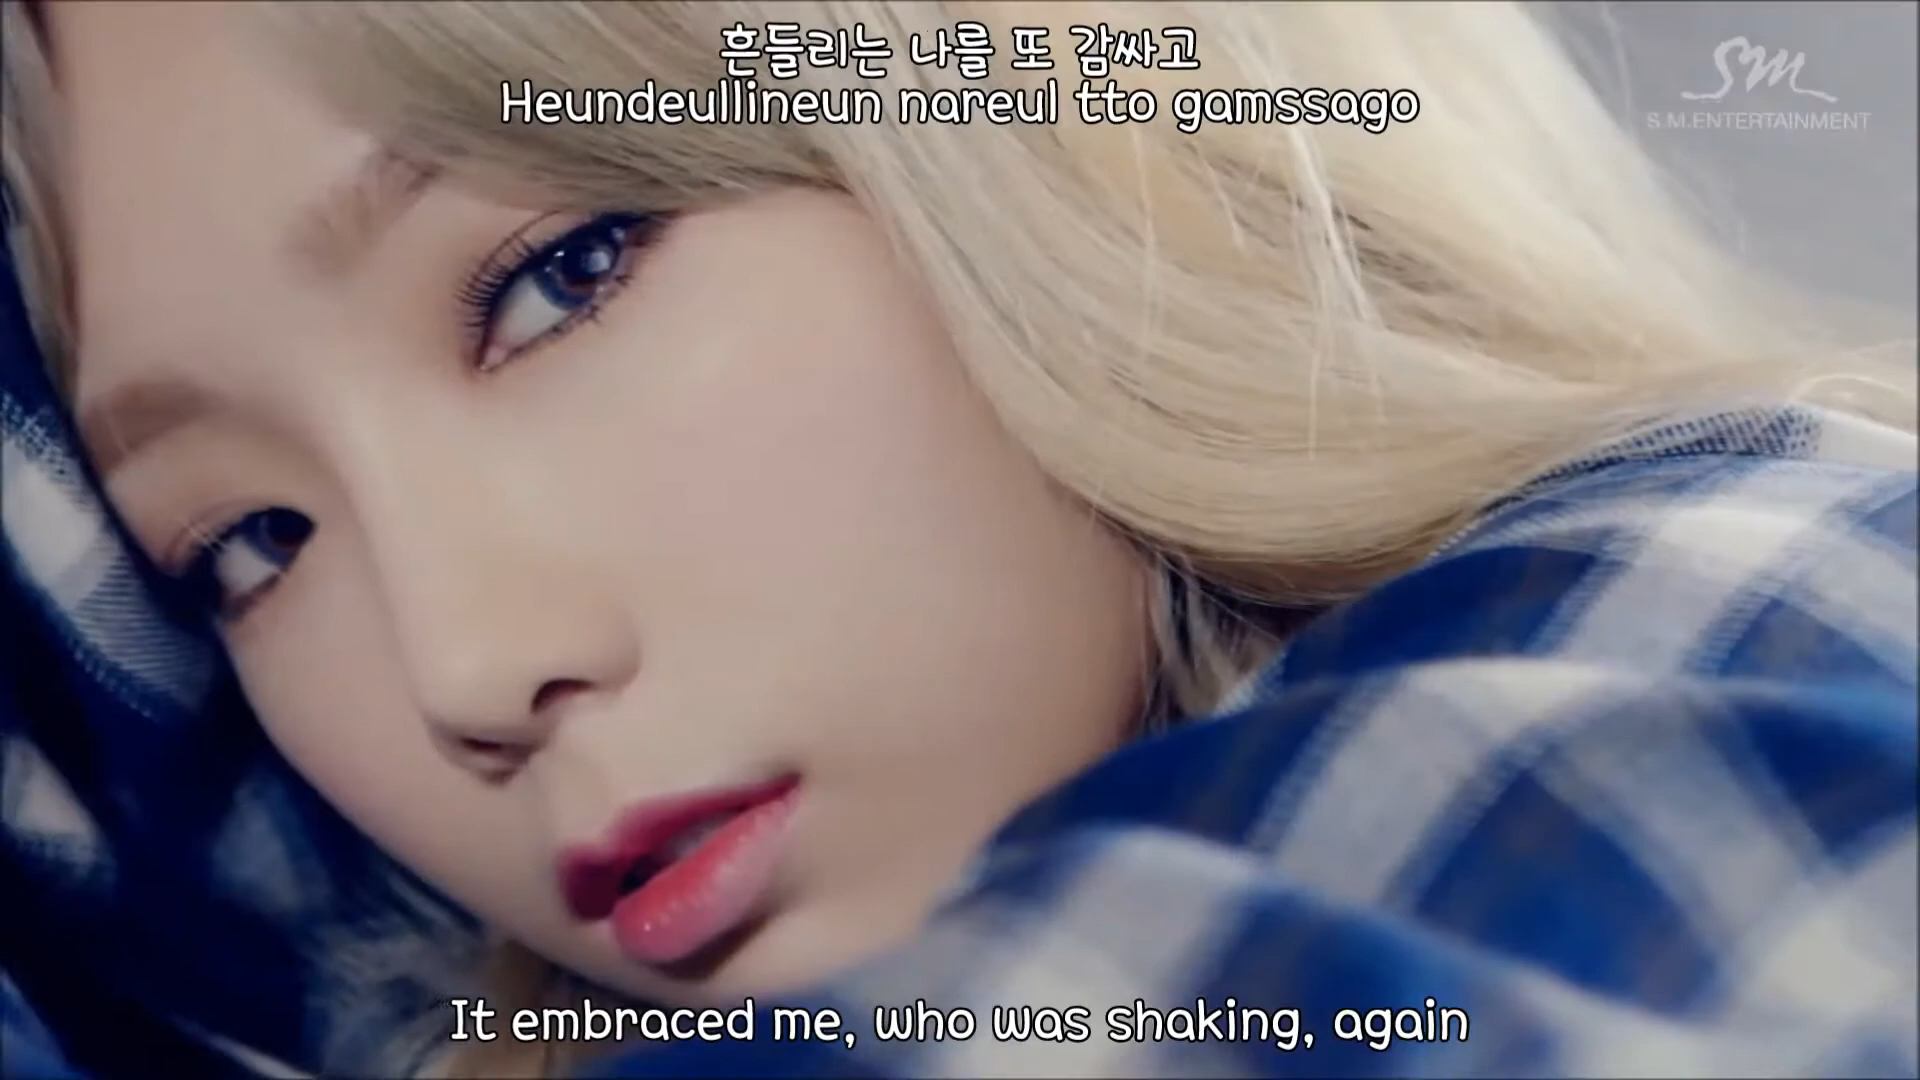 흔들리는 나를 또 감싸고
Heundeullineun nareul tto gamssago
SM
S.M.ENTERTAINMENT
It embraced me, who was shaking, again